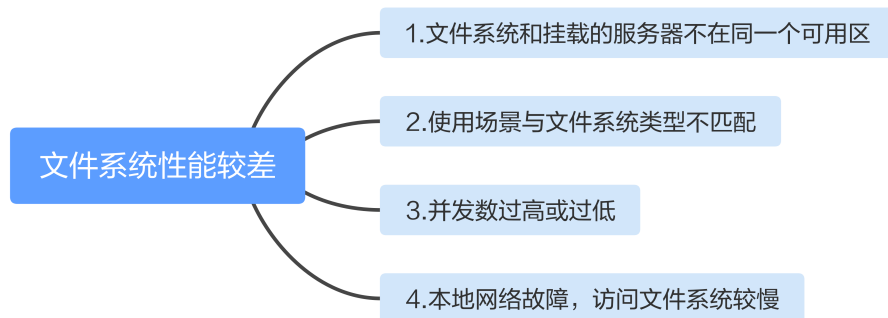 文件系统性能较差
1.文件系统和挂载的服务器不在同一个可用区
2.使用场景与文件系统类型不匹配
3.并发数过高或过低
4.本地网络故障，访问文件系统较慢